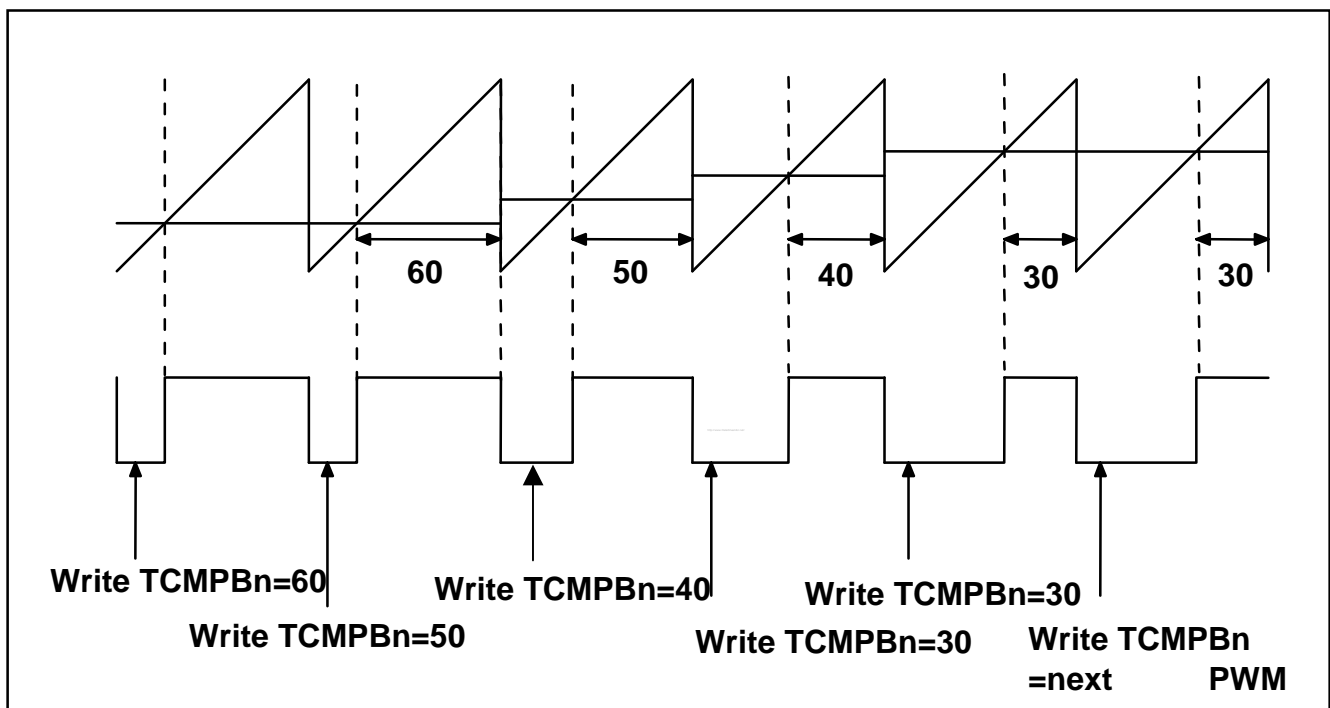 60
50
40
30
30
Write TCMPBn=60
Write TCMPBn=50
Write TCMPBn=40
Write TCMPBn=30
Write TCMPBn=30
Write TCMPBn
=next PWM